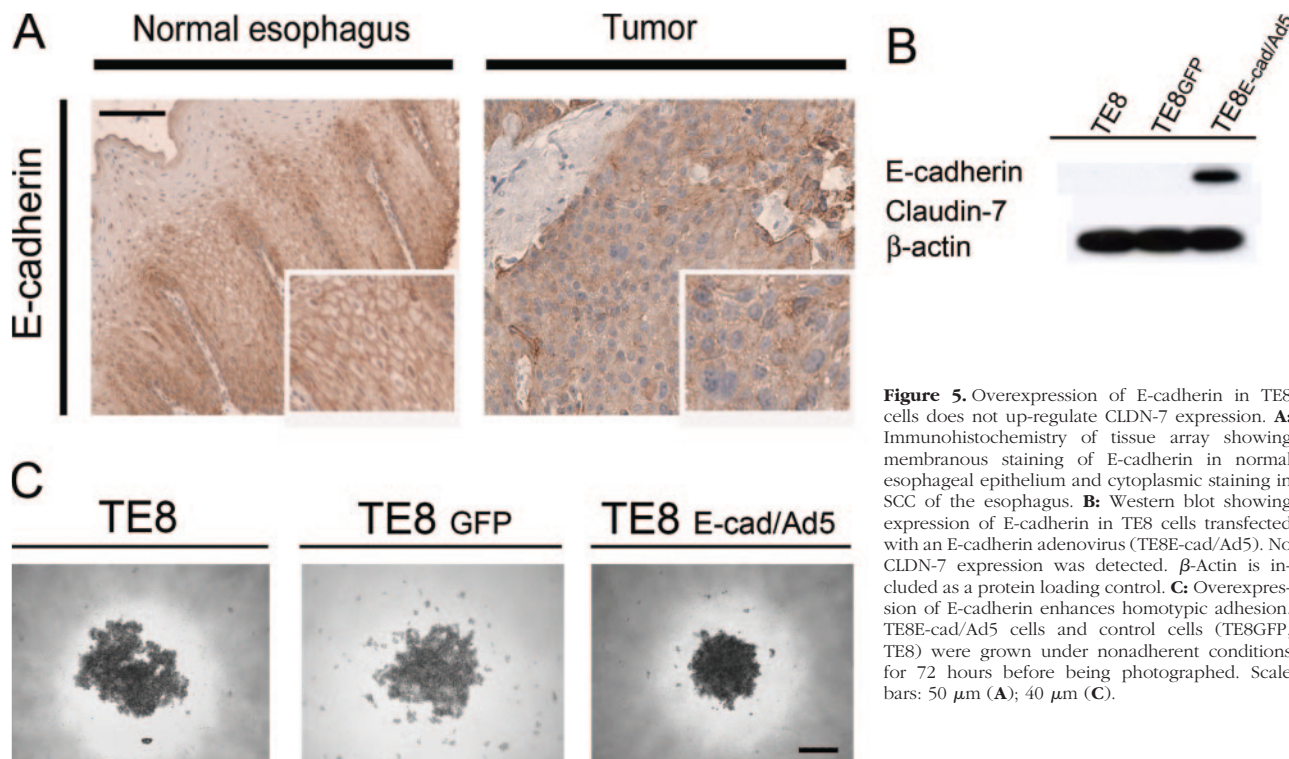 A
Normal esophagus
Tumor
E-cadherin
B
TE8
TE8GFP
TE8E-cad/Ad5
E-cadherin
Claudin-7
β-actin
C
TE8
TE8 GFP
TE8 E-cad/Ad5
Figure 5. Overexpression of E-cadherin in TE8
cells does not up-regulate CLDN-7 expression. A:
Immunohistochemistry of tissue array showing
membranous staining of E-cadherin in normal
esophageal epithelium and cytoplasmic staining in
SCC of the esophagus. B: Western blot showing
expression of E-cadherin in TE8 cells transfected
with an E-cadherin adenovirus (TE8E-cad/Ad5). No
CLDN-7 expression was detected. β-Actin is in-
cluded as a protein loading control. C: Overexpres-
sion of E-cadherin enhances homotypic adhesion.
TE8E-cad/Ad5 cells and control cells (TE8GFP,
TE8) were grown under nonadherent conditions
for 72 hours before being photographed. Scale
bars: 50 μm (A); 40 μm (C).